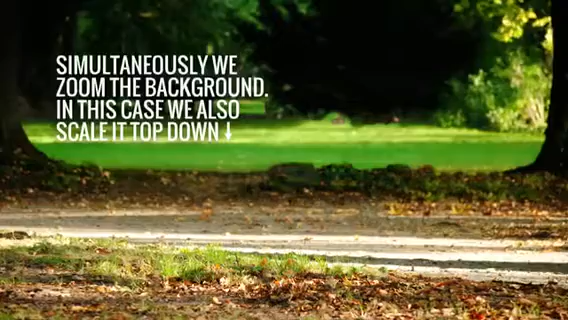 SIMULTANEOUSLY WE
ZOOM THE BACKGROUND.
IN THIS CASE WE ALSO
SCALE IT TOP DOWN ↓